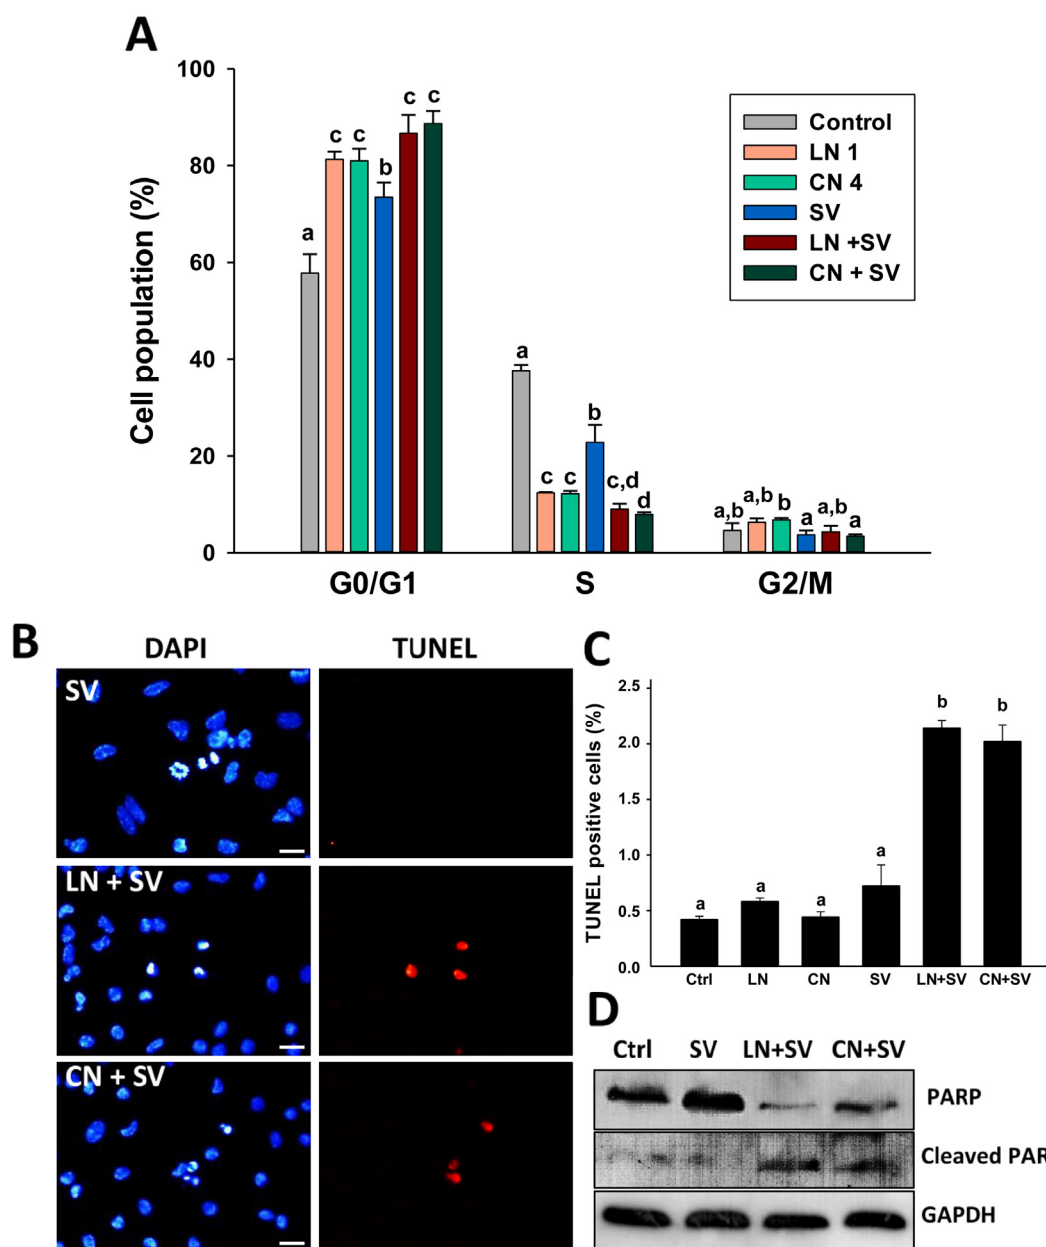 A
100
80
60
40
20
0
Cell population (%)
a c c b c c
a c c b c,d d
a,b a,b b a a,b a
G0/G1 S G2/M
Control
LN 1
CN 4
SV
LN +SV
CN + SV
B
DAPI TUNEL
SV
LN + SV
CN + SV
C
TUNEL positive cells (%)
2.5
2.0
1.5
1.0
0.5
0.0
a a a a b b
Ctrl LN CN SV LN+SV CN+SV
D
Ctrl SV LN+SV CN+SV
PARP
Cleaved PAR
GAPDH